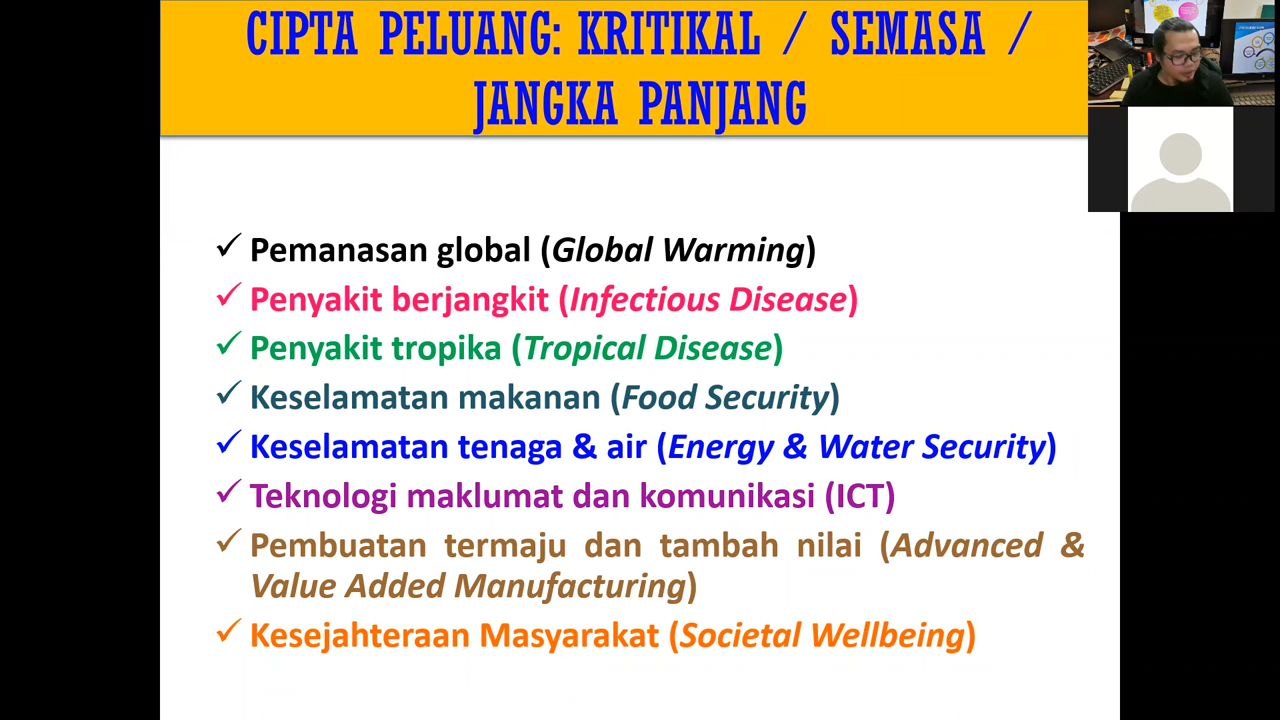 CIPTA PELUANG: KRITIKAL / SEMASA /
JANGKA PANJANG
✓ Pemanasan global (Global Warming)
✓ Penyakit berjangkit (Infectious Disease)
✓ Penyakit tropika (Tropical Disease)
✓ Keselamatan makanan (Food Security)
✓ Keselamatan tenaga & air (Energy & Water Security)
✓ Teknologi maklumat dan komunikasi (ICT)
✓ Pembuatan termaju dan tambah nilai (Advanced &
Value Added Manufacturing)
✓ Kesejahteraan Masyarakat (Societal Wellbeing)